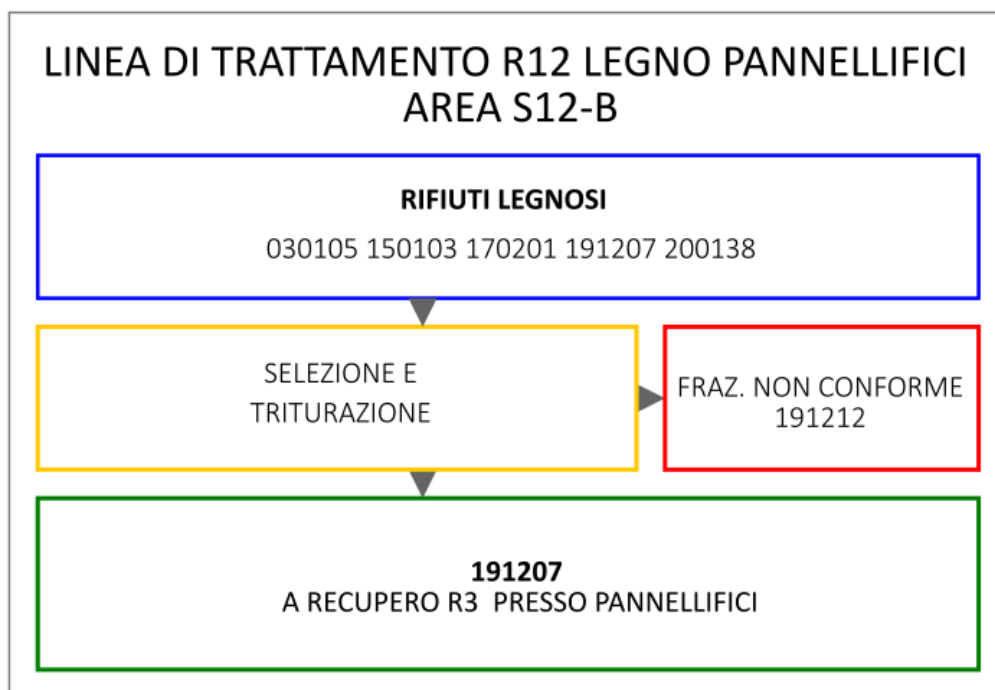 LINEA DI TRATTAMENTO R12 LEGNO PANNELLIFICI
AREA S12-B
RIFIUTI LEGNOSI
030105 150103 170201 191207 200138
SELEZIONE E
TRITURAZIONE
FRAZ. NON CONFORME
191212
191207
A RECUPERO R3 PRESSO PANNELLIFICI